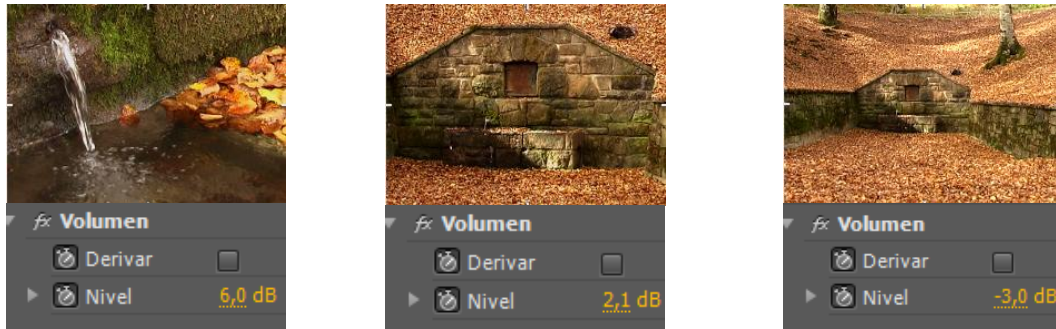 fx Volumen
Derivar
Nivel 6,0 dB
fx Volumen
Derivar
Nivel 2,1 dB
fx Volumen
Derivar
Nivel -3,0 dB